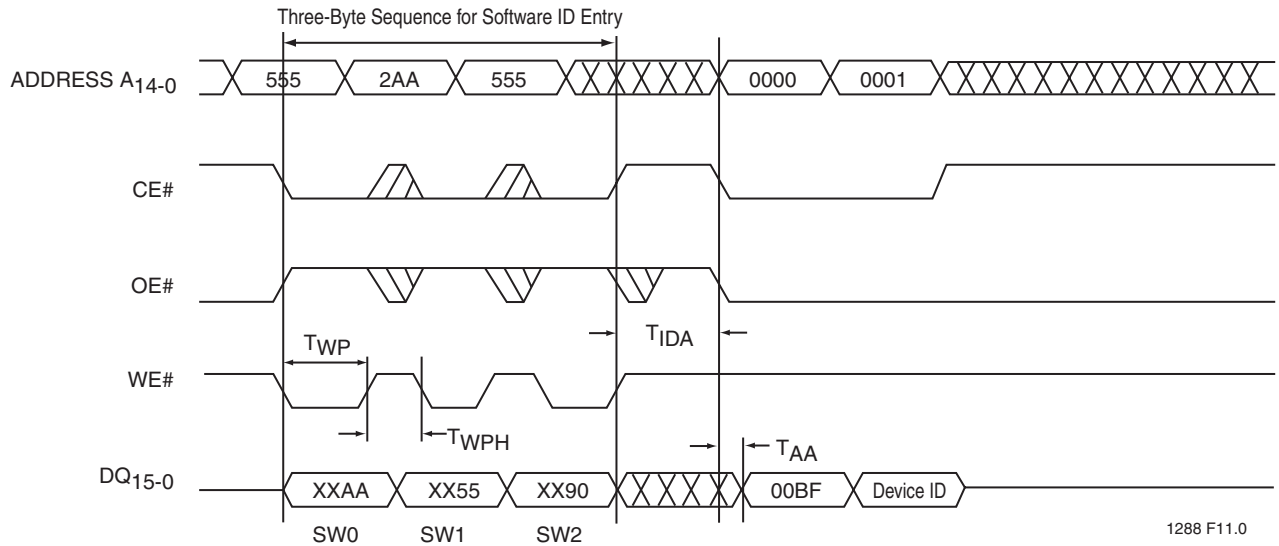 Three-Byte Sequence for Software ID Entry
ADDRESS A14-0
555 2AA 555 0000 0001
CE#
OE#
TIDA
TWP
WE#
TWPH
TAA
DQ15-0
XXAA XX55 XX90 00BF Device ID
SW0 SW1 SW2
1288 F11.0